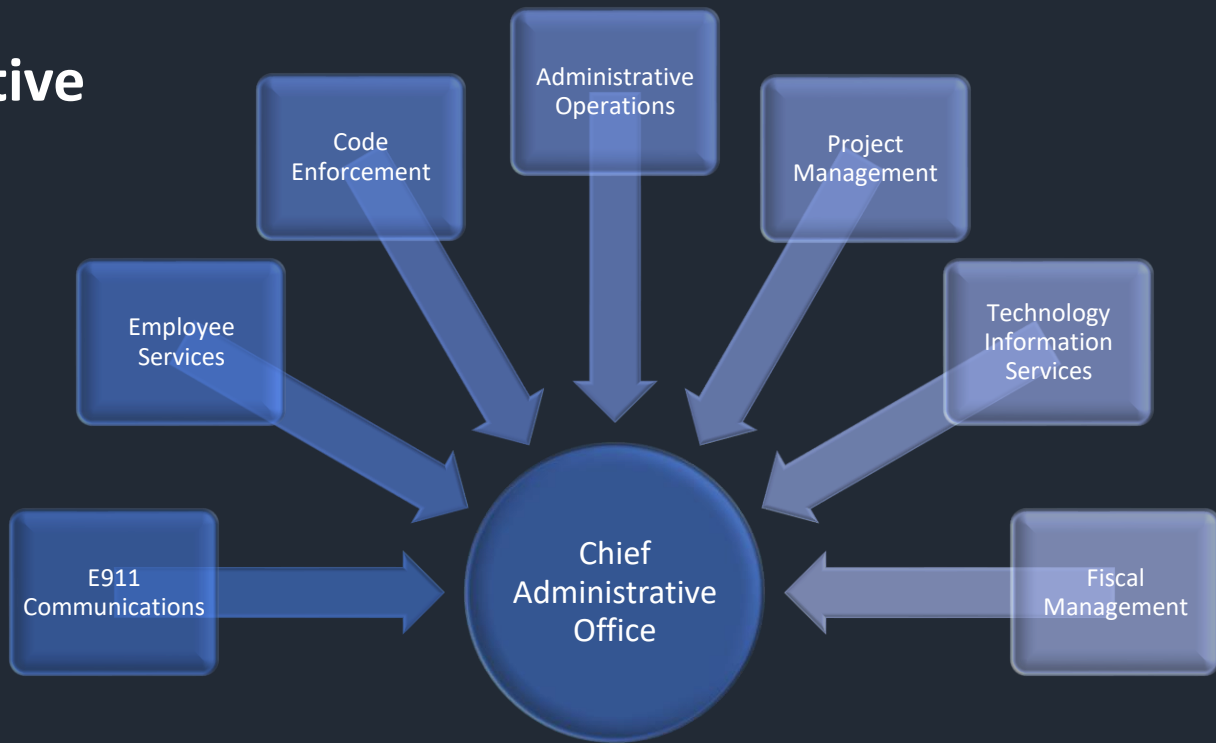 tive
Administrative
Operations
Code
Enforcement
Project
Management
Employee
Services
Technology
Information
Services
E911
Communications
Chief
Administrative
Office
Fiscal
Management